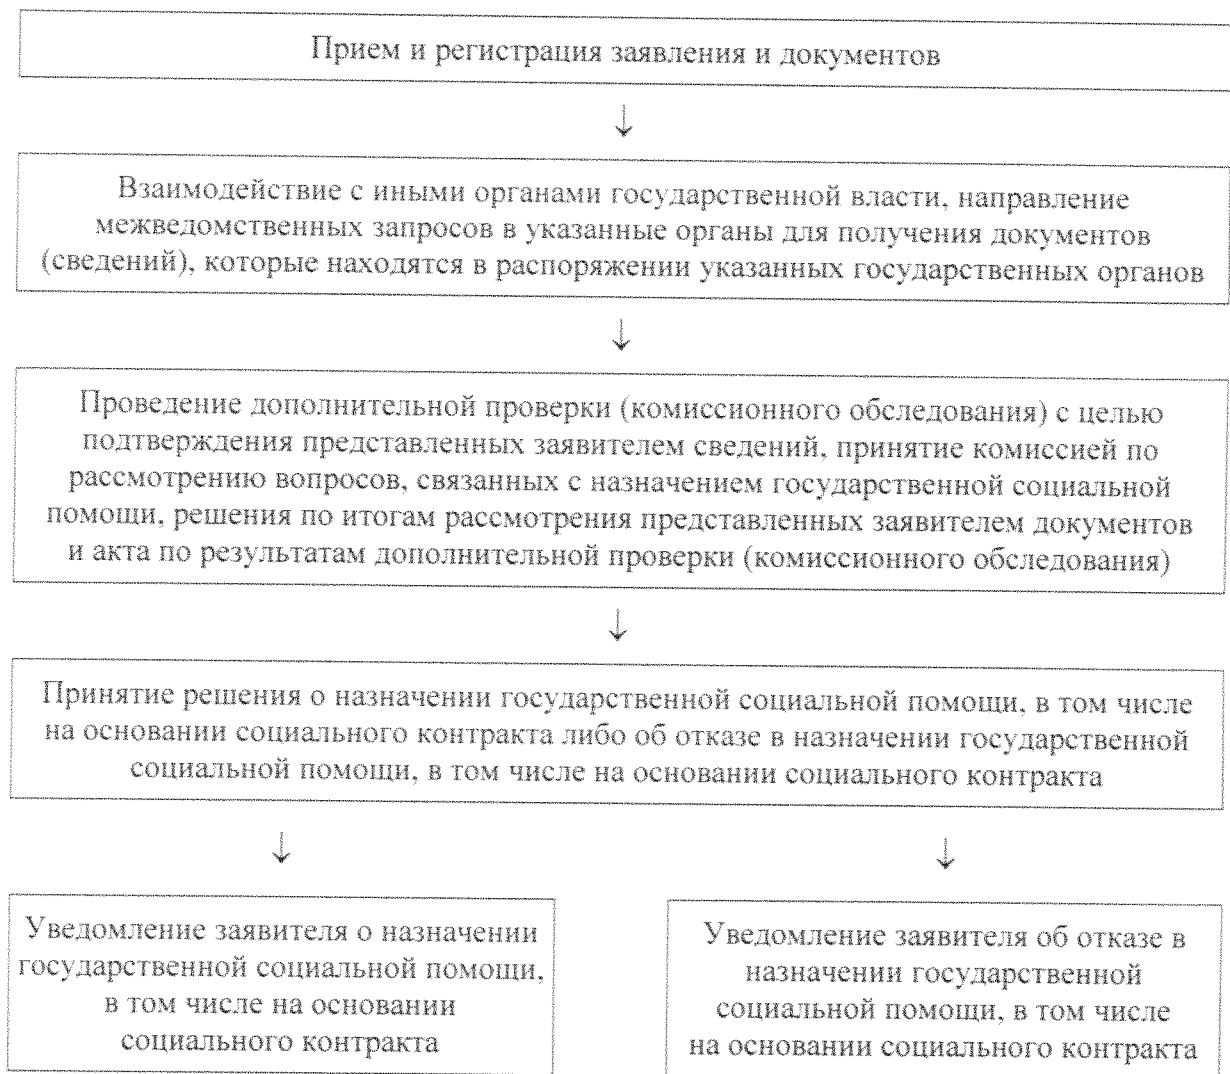 Прием и регистрация заявления и документов
↓
Взаимодействие с иными органами государственной власти, направление
межведомственных запросов в указанные органы для получения документов
(сведений), которые находятся в распоряжении указанных государственных органов
↓
Проведение дополнительной проверки (комиссионного обследования) с целью
подтверждения представленных заявителем сведений, принятие комиссией по
рассмотрению вопросов, связанных с назначением государственной социальной
помощи, решения по итогам рассмотрения представленных заявителем документов
и акта по результатам дополнительной проверки (комиссионного обследования)
↓
Принятие решения о назначении государственной социальной помощи, в том числе
на основании социального контракта либо об отказе в назначении государственной
социальной помощи, в том числе на основании социального контракта
↓
↓
Уведомление заявителя о назначении
государственной социальной помощи,
в том числе на основании
социального контракта
Уведомление заявителя об отказе в
назначении государственной
социальной помощи, в том числе
на основании социального контракта